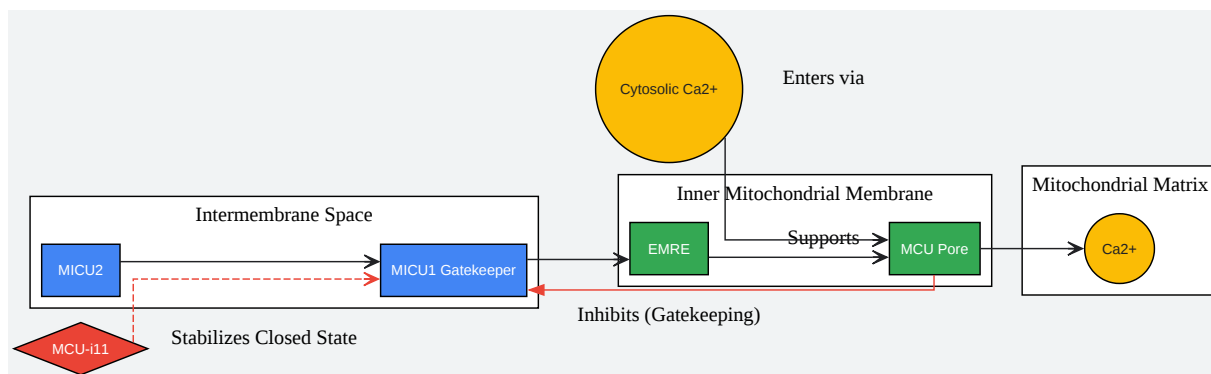 Cytosolic Ca2+
Enters via
Inner Mitochondrial Membrane
Mitochondrial Matrix
Intermembrane Space
Supports
EMRE
MCU Pore
Ca2+
MICU2
MICU1 Gatekeeper
Inhibits (Gatekeeping)
Stabilizes Closed State
MCU-i11